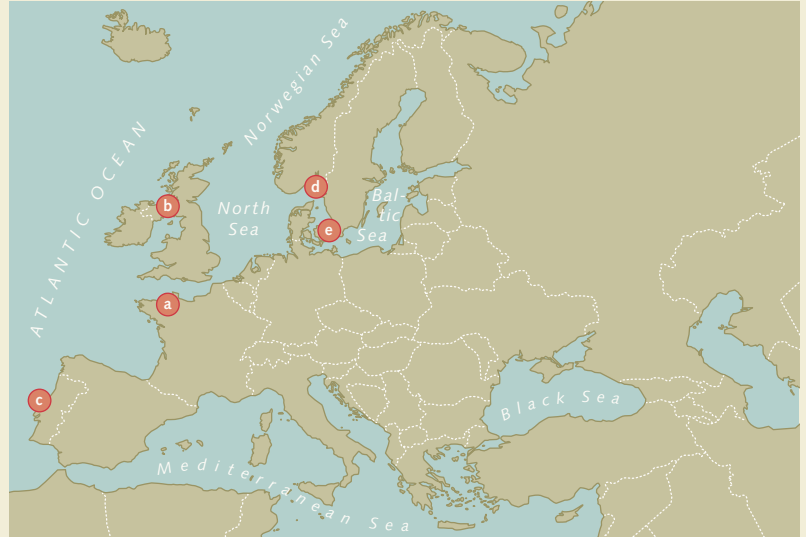 Norwegian Sea
ATLANTIC OCEAN
d
b
North
Sea
Bal-
tic
Sea
e
a
c
Black Sea
Mediterranean Sea